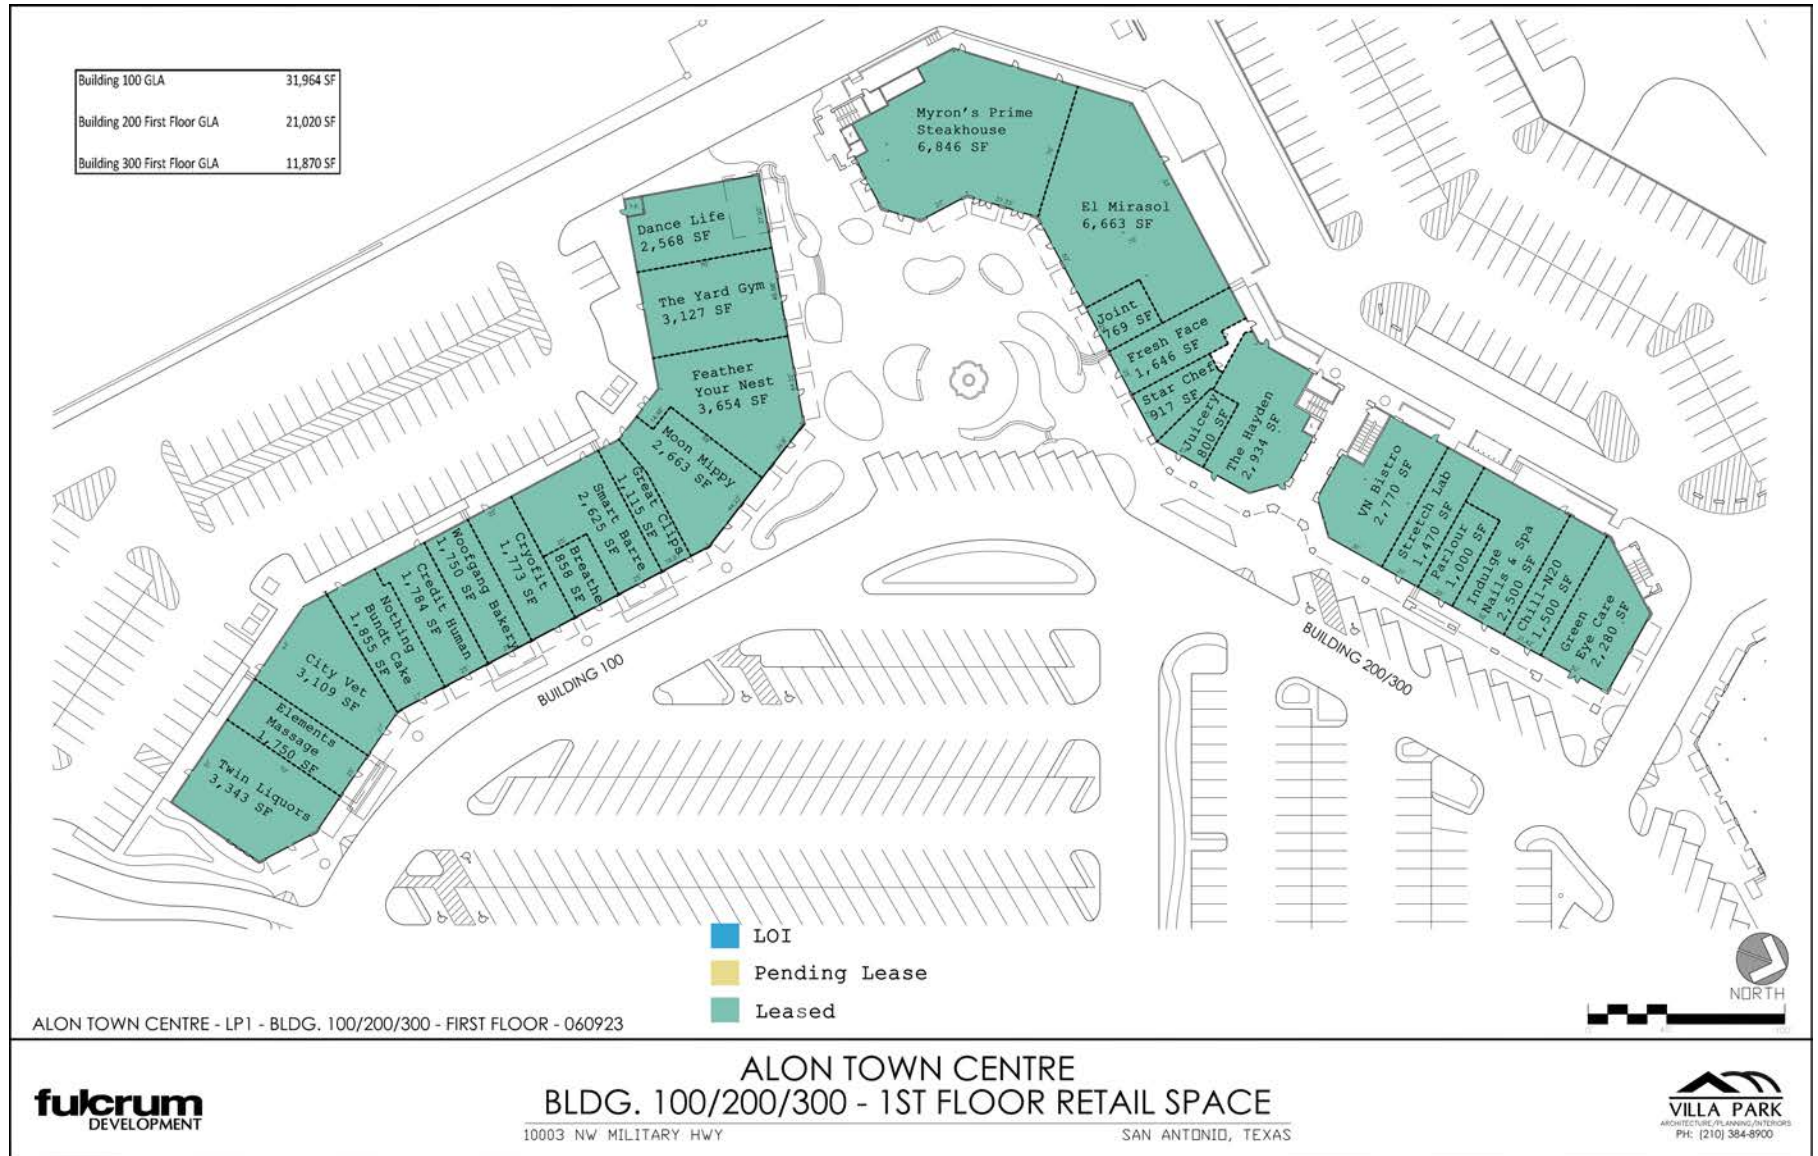 Building 100 GLA 31,964 SF
Building 200 First Floor GLA 21,020 SF
Building 300 First Floor GLA 11,870 SF
Myron's Prime
Steakhouse
6,846 SF
El Mirasol
6,663 SF
Dance Life
2,568 SF
The Yard Gym
3,127 SF
Feather
Your Nest
3,654 SF
Joint
769 SF
Fresh Face
1,646 SF
Star Chef
917 SF
Juicery
800 SF
The Hayden
2,934 SF
Moon Mippy
2,663 SF
Great Clips
1,115 SF
Smart Barre
2,625 SF
Breathe
858 SF
Cryofit
1,773 SF
Woofgang Bakery
1,750 SF
Credit Human
1,784 SF
Nothing
Bundt Cake
1,855 SF
City Vet
3,109 SF
Elements
Massage
1,750 SF
Twin Liquors
3,343 SF
VN Bistro
2,770 SF
Stretch Lab
1,470 SF
Parlour
1,000 SF
Indulge
Nails & Spa
2,500 SF
Chill-N2O
1,500 SF
Green
Eye Care
2,280 SF
BUILDING 100
BUILDING 200/300
LOI
Pending Lease
Leased
NORTH
ALON TOWN CENTRE - LP1 - BLDG. 100/200/300 - FIRST FLOOR - 060923
fulcrum
DEVELOPMENT
ALON TOWN CENTRE
BLDG. 100/200/300 - 1ST FLOOR RETAIL SPACE
10003 NW MILITARY HWY SAN ANTONIO, TEXAS
VILLA PARK
ARCHITECTURE/PLANNING/INTERIORS
PH: (210) 384-8900